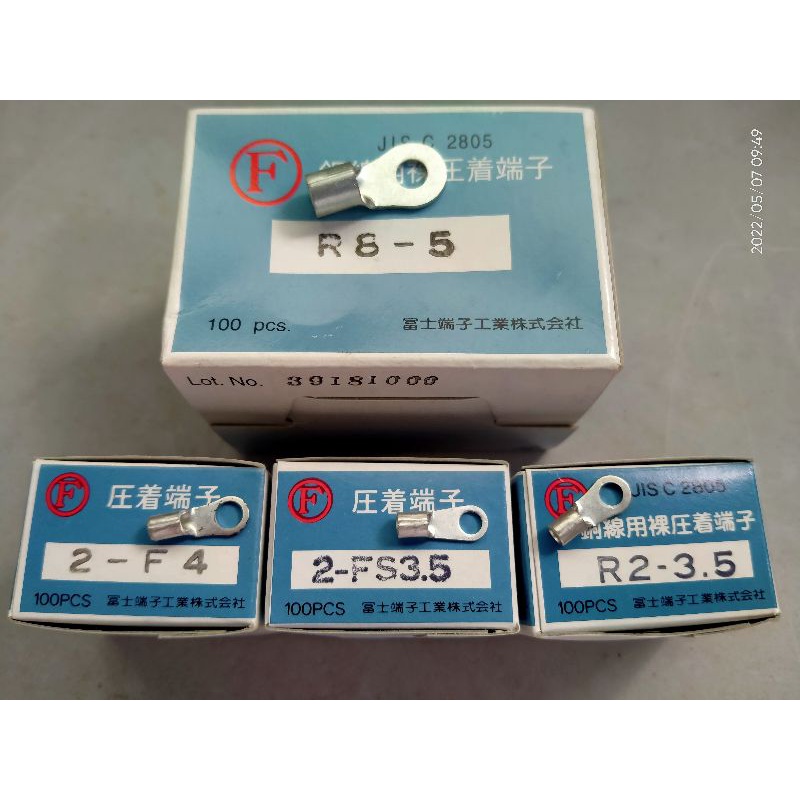 JIS C 2805
F
銅線用裸圧着端子
R8-5
100 pcs.
冨士端子工業株式会社
Lot. No. 39181000
2022/05/07 09:49
F
圧着端子
2-F4
100PCS 冨士端子工業株式会社
F
圧着端子
2-FS3.5
100PCS 冨士端子工業株式会社
F
JIS C 2805
銅線用裸圧着端子
R2-3.5
100PCS 冨士端子工業株式会社